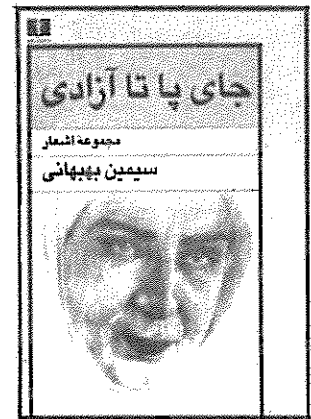 جای پا تا آزادی
مجموعهٔ اشعار
سیمین بهبهانی